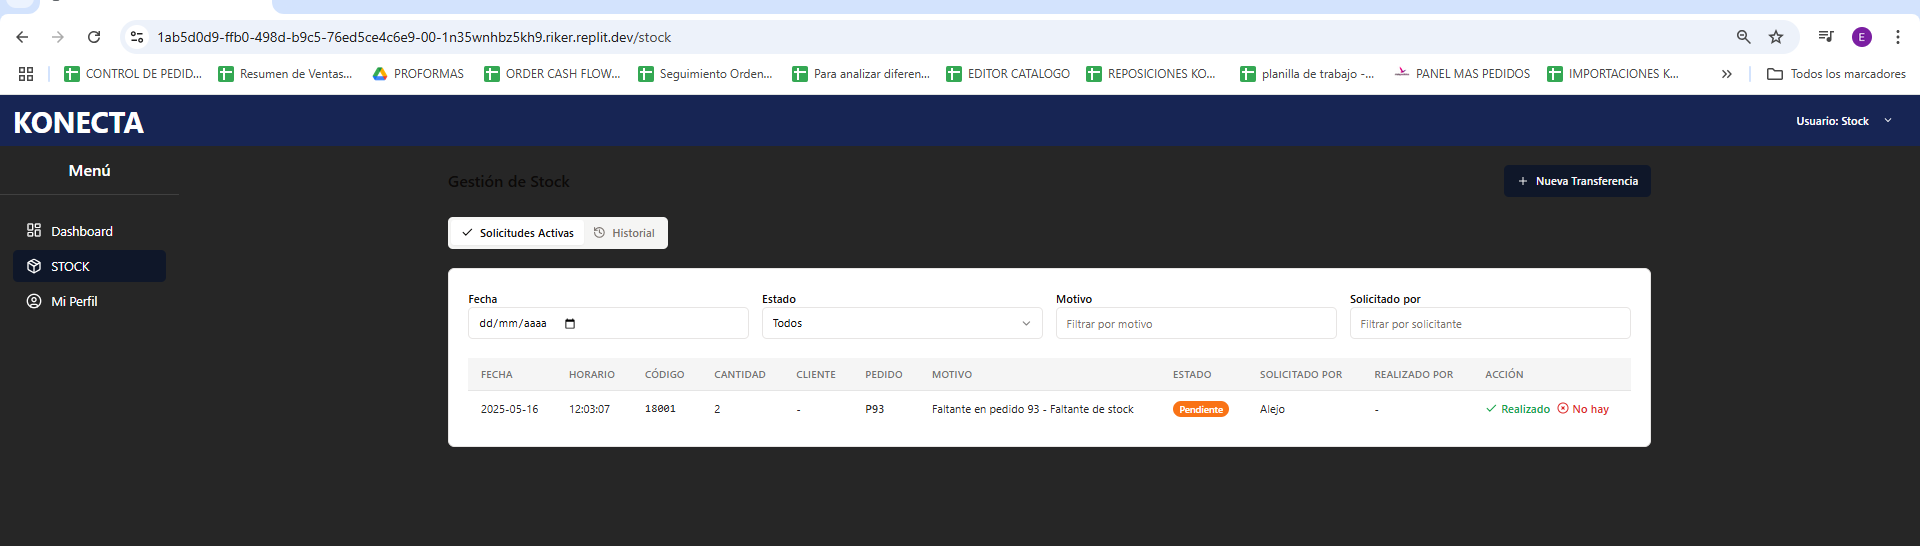 1ab5d0d9-ffb0-498d-b9c5-76ed5ce4c6e9-00-1n35wnhbz5kh9.riker.replit.dev/stock
E
CONTROL DE PEDID...
Resumen de Ventas...
PROFORMAS
ORDER CASH FLOW...
Seguimiento Orden...
Para analizar diferen...
EDITOR CATALOGO
REPOSICIONES KO...
planilla de trabajo -...
PANEL MAS PEDIDOS
IMPORTACIONES K...
»
Todos los marcadores
KONECTA
Usuario: Stock
Menú
Dashboard
STOCK
Mi Perfil
Gestión de Stock
+ Nueva Transferencia
Solicitudes Activas
Historial
Fecha
Estado
Motivo
Solicitado por
dd/mm/aaaa
Todos
Filtrar por motivo
Filtrar por solicitante
FECHA HORARIO CÓDIGO CANTIDAD CLIENTE PEDIDO MOTIVO ESTADO SOLICITADO POR REALIZADO POR ACCIÓN
2025-05-16 12:03:07 18001 2 - P93 Faltante en pedido 93 - Faltante de stock Pendiente Alejo - Realizado No hay